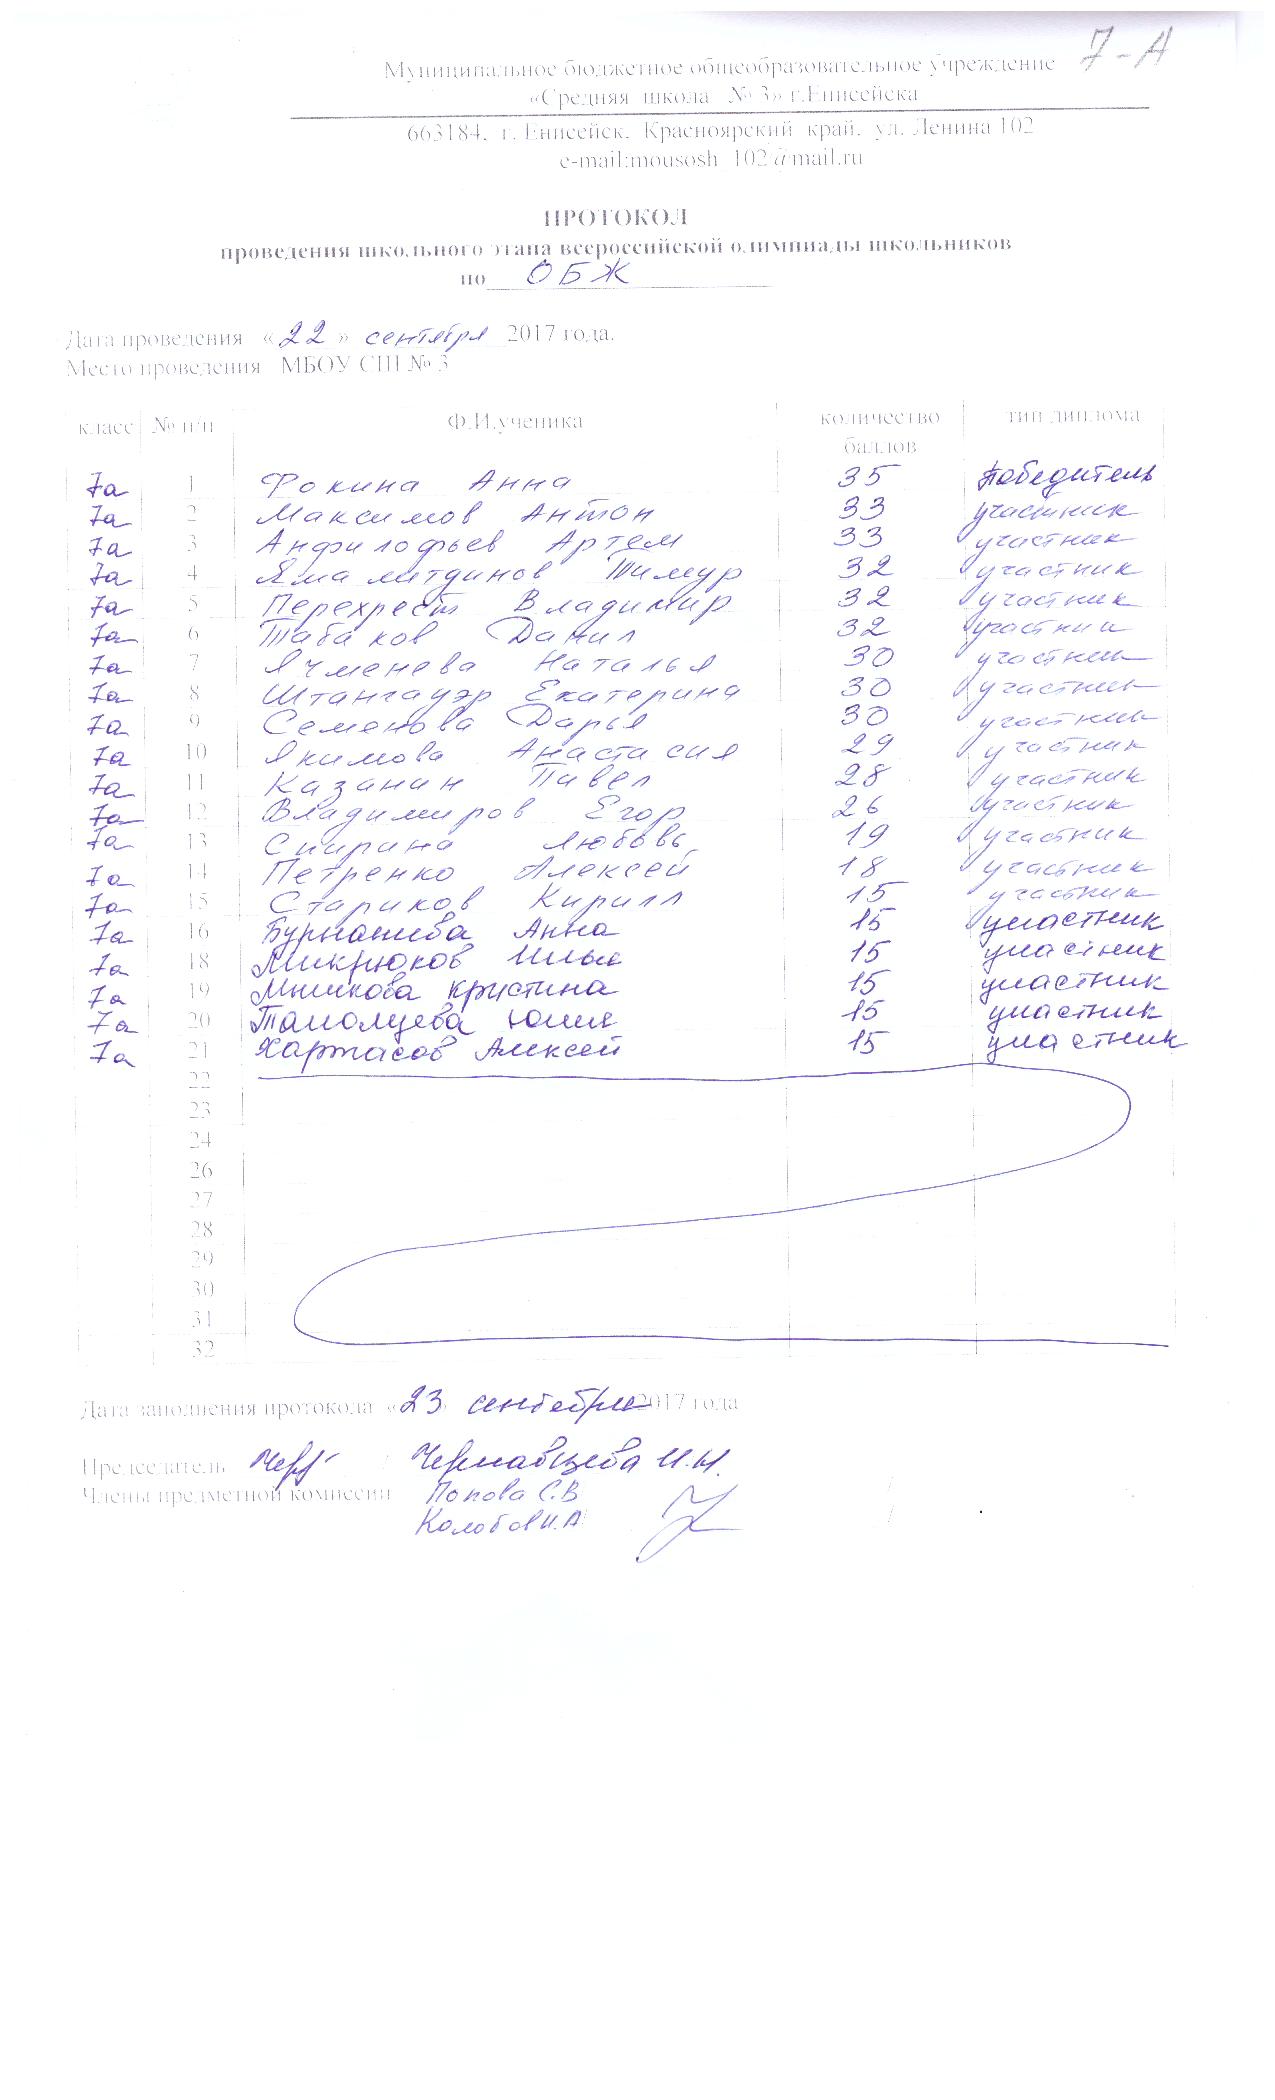 7-А
Муниципальное бюджетное общеобразовательное учреждение
«Средняя школа № 3» г.Енисейска
663184, г. Енисейск, Красноярский край, ул. Ленина 102
e-mail:mousosh_102@mail.ru
ПРОТОКОЛ
проведения школьного этапа всероссийской олимпиады школьников
по ОБЖ
Дата проведения «22» сентября 2017 года.
Место проведения МБОУ СШ № 3
класс № п/п Ф.И.ученика количество баллов тип диплома
7а 1 Фокина Анна 35 Победитель
7а 2 Максимов Антон 33 участник
7а 3 Анфилофьев Артем 33 участник
7а 4 Ямалитдинов Тимур 32 участник
7а 5 Перехрест Владимир 32 участник
7а 6 Табаков Данил 32 участник
7а 7 Ячменева Наталья 30 участник
7а 8 Штангауэр Екатерина 30 участник
7а 9 Семенова Дарья 30 участник
7а 10 Якимова Анастасия 29 участник
7а 11 Казанин Павел 28 участник
7а 12 Владимиров Егор 26 участник
7а 13 Спирина Любовь 19 участник
7а 14 Петренко Алексей 18 участник
7а 15 Стариков Кирилл 15 участник
7а 16 Бурнашева Анна 15 участник
7а 18 Микрюков Илья 15 участник
7а 19 Мышкова Кристина 15 участник
7а 20 Юлия 15 участник
7а 21 Хартасов Алексей 15 участник
22
23
24
26
27
28
29
30
31
32
Дата заполнения протокола «23 сентября 2017 года
Председатель Чернавцева И.Н.
Члены предметной комиссии Попова С.В
Колобов И.А